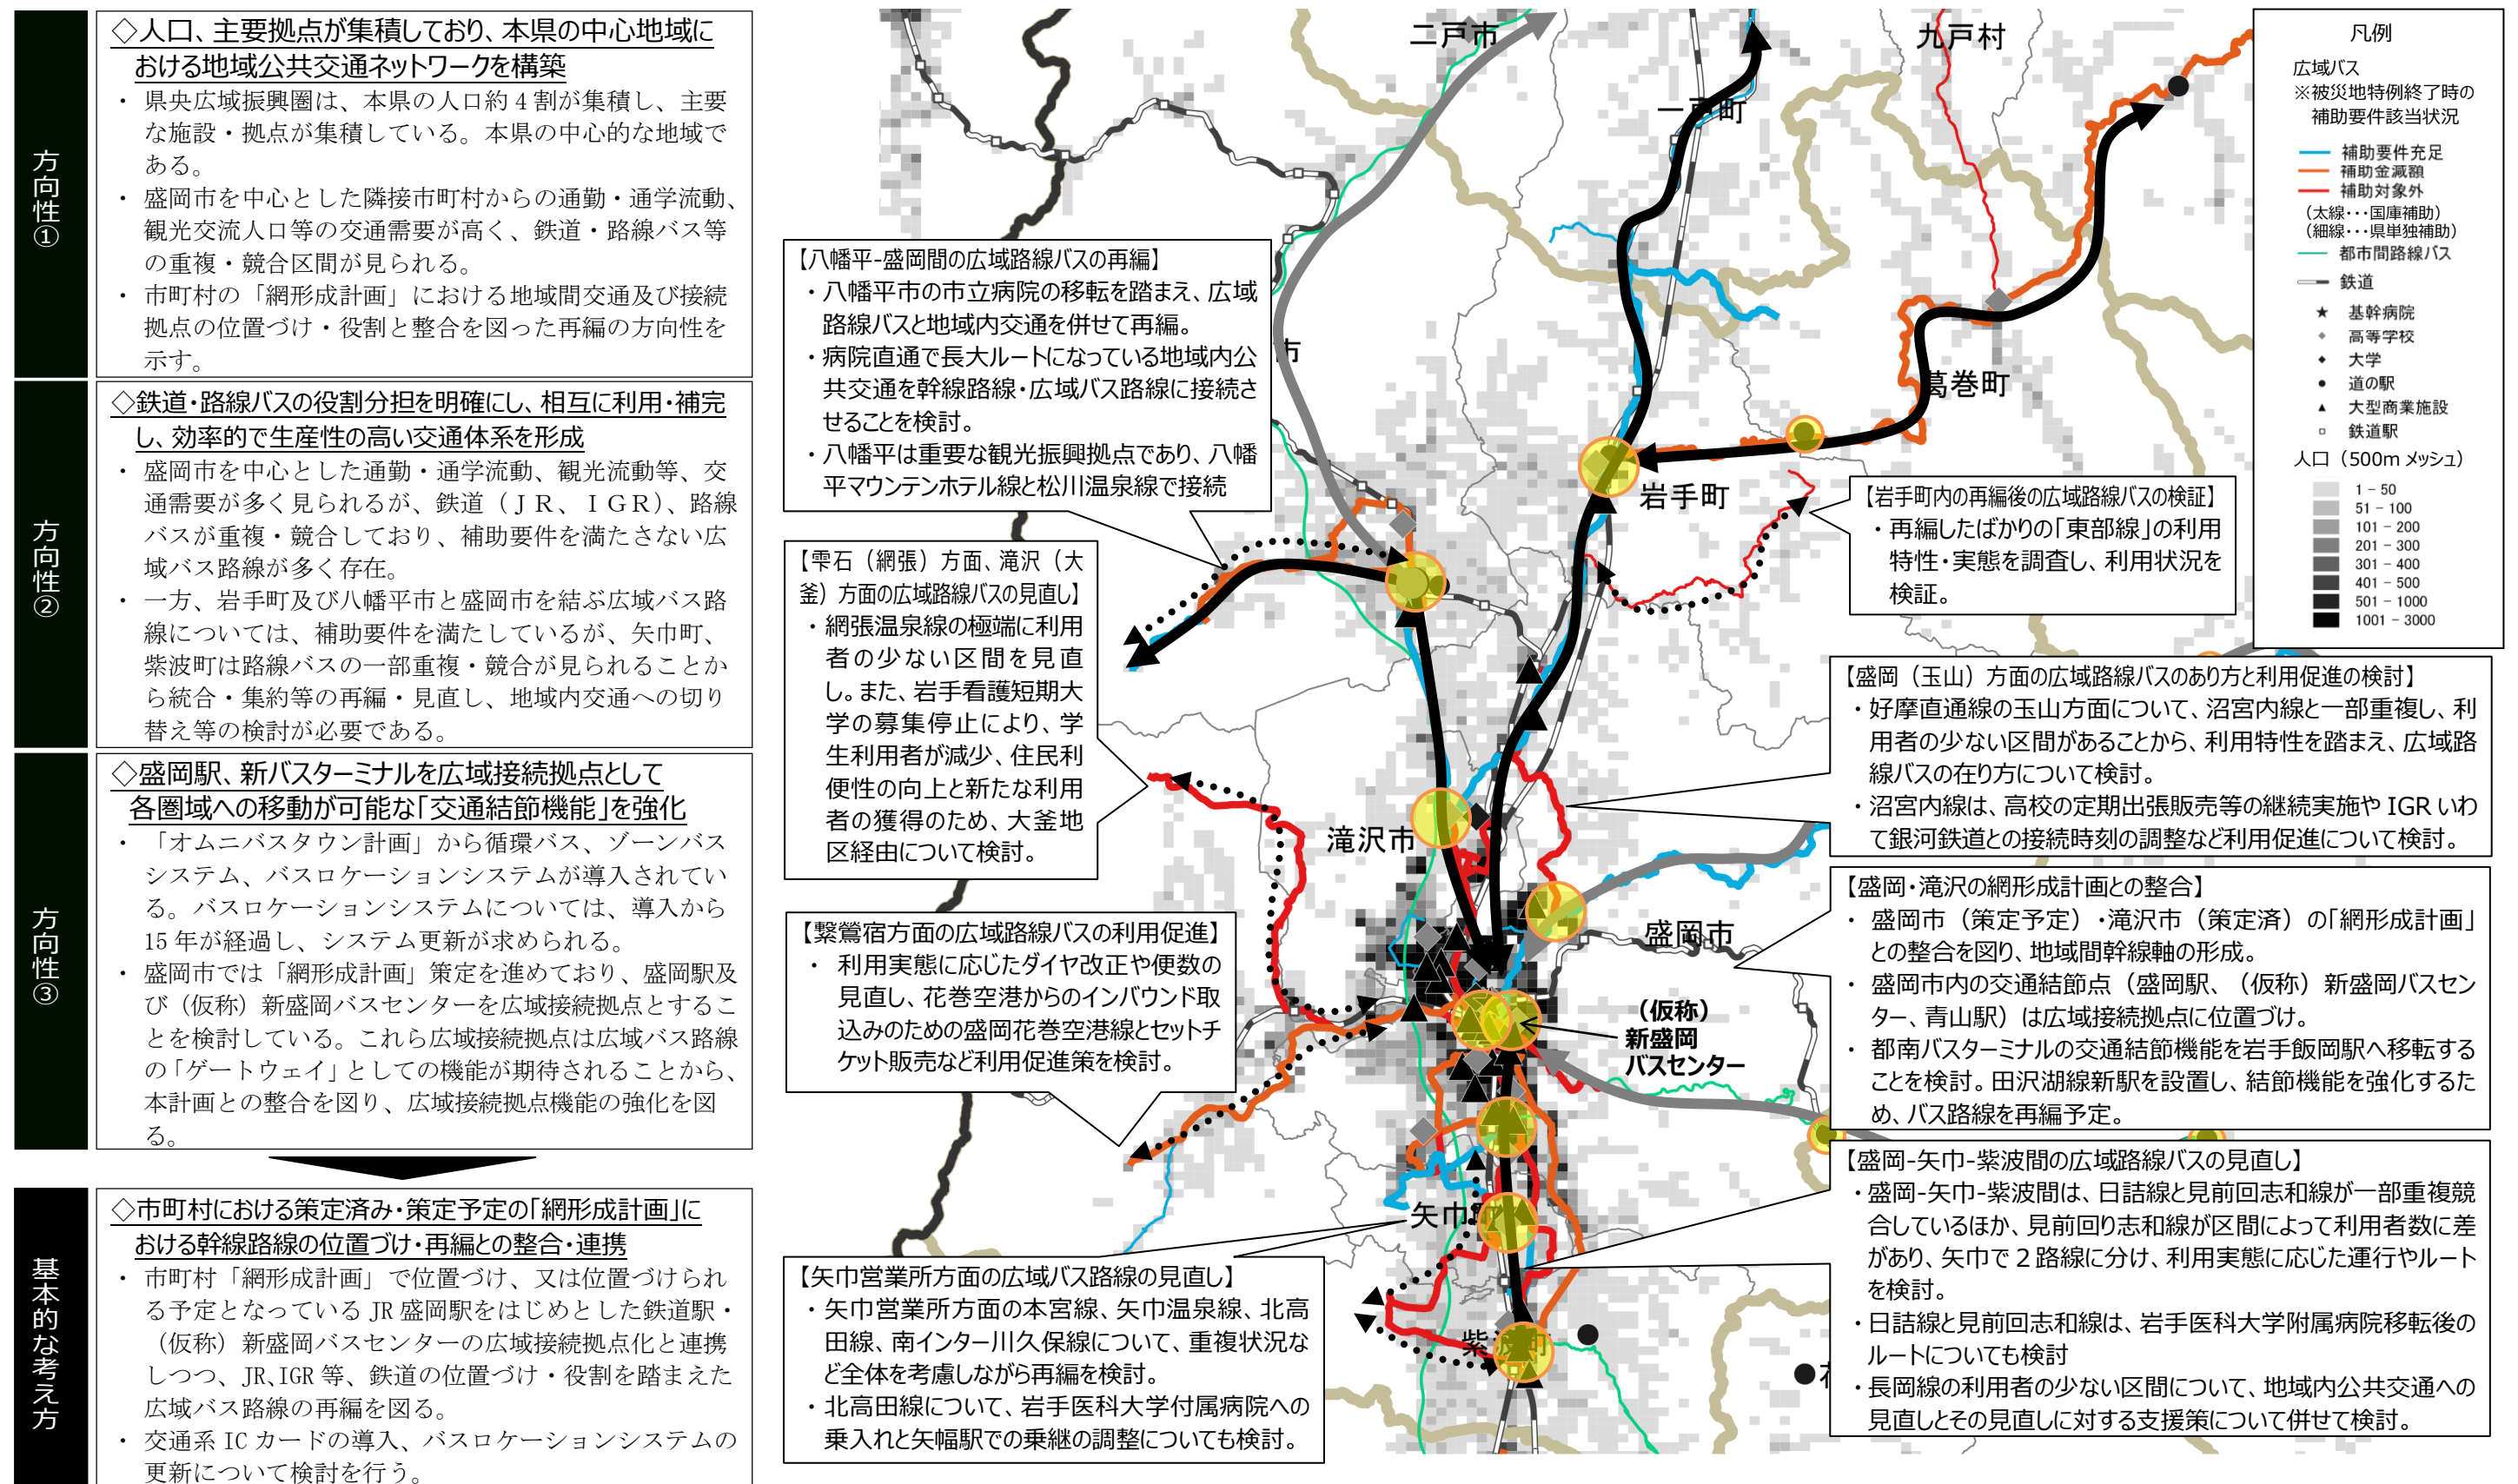 方向性①
◇人口、主要拠点が集積しており、本県の中心地域に
おける地域公共交通ネットワークを構築
・ 県央広域振興圏は、本県の人口約４割が集積し、主要
な施設・拠点が集積している。本県の中心的な地域で
ある。
・ 盛岡市を中心とした隣接市町村からの通勤・通学流動、
観光交流人口等の交通需要が高く、鉄道・路線バス等
の重複・競合区間が見られる。
・ 市町村の「網形成計画」における地域間交通及び接続
拠点の位置づけ・役割と整合を図った再編の方向性を
示す。
方向性②
◇鉄道・路線バスの役割分担を明確にし、相互に利用・補完
し、効率的で生産性の高い交通体系を形成
・ 盛岡市を中心とした通勤・通学流動、観光流動等、交
通需要が多く見られるが、鉄道（ＪＲ、ＩＧＲ）、路線
バスが重複・競合しており、補助要件を満たさない広
域バス路線が多く存在。
・ 一方、岩手町及び八幡平市と盛岡市を結ぶ広域バス路
線については、補助要件を満たしているが、矢巾町、
紫波町は路線バスの一部重複・競合が見られることか
ら統合・集約等の再編・見直し、地域内交通への切り
替え等の検討が必要である。
方向性③
◇盛岡駅、新バスターミナルを広域接続拠点として
各圏域への移動が可能な「交通結節機能」を強化
・ 「オムニバスタウン計画」から循環バス、ゾーンバス
システム、バスロケーションシステムが導入されてい
る。バスロケーションシステムについては、導入から
15 年が経過し、システム更新が求められる。
・ 盛岡市では「網形成計画」策定を進めており、盛岡駅及
び（仮称）新盛岡バスセンターを広域接続拠点とするこ
とを検討している。これら広域接続拠点は広域バス路線
の「ゲートウェイ」としての機能が期待されることから、
本計画との整合を図り、広域接続拠点機能の強化を図
る。
基本的な考え方
◇市町村における策定済み・策定予定の「網形成計画」に
おける幹線路線の位置づけ・再編との整合・連携
・ 市町村「網形成計画」で位置づけ、又は位置づけられ
る予定となっている JR 盛岡駅をはじめとした鉄道駅・
（仮称）新盛岡バスセンターの広域接続拠点化と連携
しつつ、JR、IGR 等、鉄道の位置づけ・役割を踏まえた
広域バス路線の再編を図る。
・ 交通系 IC カードの導入、バスロケーションシステムの
更新について検討を行う。
二戸市
九戸村
一戸町
葛巻町
岩手町
市
滝沢市
盛岡市
（仮称）
新盛岡
バスセンター
矢巾町
紫波町
【八幡平-盛岡間の広域路線バスの再編】
・八幡平市の市立病院の移転を踏まえ、広域
路線バスと地域内交通を併せて再編。
・病院直通で長大ルートになっている地域内公
共交通を幹線路線・広域バス路線に接続さ
せることを検討。
・八幡平は重要な観光振興拠点であり、八幡
平マウンテンホテル線と松川温泉線で接続
【雫石（網張）方面、滝沢（大
釜）方面の広域路線バスの見直し】
・網張温泉線の極端に利用
者の少ない区間を見直
し。また、岩手看護短期大
学の募集停止により、学
生利用者が減少、住民利
便性の向上と新たな利用
者の獲得のため、大釜地
区経由について検討。
【繋鶯宿方面の広域路線バスの利用促進】
・ 利用実態に応じたダイヤ改正や便数の
見直し、花巻空港からのインバウンド取
込みのための盛岡花巻空港線とセットチ
ケット販売など利用促進策を検討。
【矢巾営業所方面の広域バス路線の見直し】
・矢巾営業所方面の本宮線、矢巾温泉線、北高
田線、南インター川久保線について、重複状況な
ど全体を考慮しながら再編を検討。
・北高田線について、岩手医科大学付属病院への
乗入れと矢幅駅での乗継の調整についても検討。
凡例
広域バス
※被災地特例終了時の
補助要件該当状況
補助要件充足
補助金減額
補助対象外
（太線・・・国庫補助）
（細線・・・県単独補助）
都市間路線バス
鉄道
基幹病院
高等学校
大学
道の駅
大型商業施設
鉄道駅
人口（500m メッシュ）
1 - 50
51 - 100
101 - 200
201 - 300
301 - 400
401 - 500
501 - 1000
1001 - 3000
【岩手町内の再編後の広域路線バスの検証】
・再編したばかりの「東部線」の利用
特性・実態を調査し、利用状況を
検証。
【盛岡（玉山）方面の広域路線バスのあり方と利用促進の検討】
・好摩直通線の玉山方面について、沼宮内線と一部重複し、利
用者の少ない区間があることから、利用特性を踏まえ、広域路
線バスの在り方について検討。
・沼宮内線は、高校の定期出張販売等の継続実施や IGR いわ
て銀河鉄道との接続時刻の調整など利用促進について検討。
【盛岡・滝沢の網形成計画との整合】
・ 盛岡市（策定予定）・滝沢市（策定済）の「網形成計画」
との整合を図り、地域間幹線軸の形成。
・ 盛岡市内の交通結節点（盛岡駅、（仮称）新盛岡バスセン
ター、青山駅）は広域接続拠点に位置づけ。
・ 都南バスターミナルの交通結節機能を岩手飯岡駅へ移転する
ことを検討。田沢湖線新駅を設置し、結節機能を強化するた
め、バス路線を再編予定。
【盛岡-矢巾-紫波間の広域路線バスの見直し】
・盛岡-矢巾-紫波間は、日詰線と見前回志和線が一部重複競
合しているほか、見前回り志和線が区間によって利用者数に差
があり、矢巾で２路線に分け、利用実態に応じた運行やルート
を検討。
・日詰線と見前回志和線は、岩手医科大学附属病院移転後の
ルートについても検討
・長岡線の利用者の少ない区間について、地域内公共交通への
見直しとその見直しに対する支援策について併せて検討。